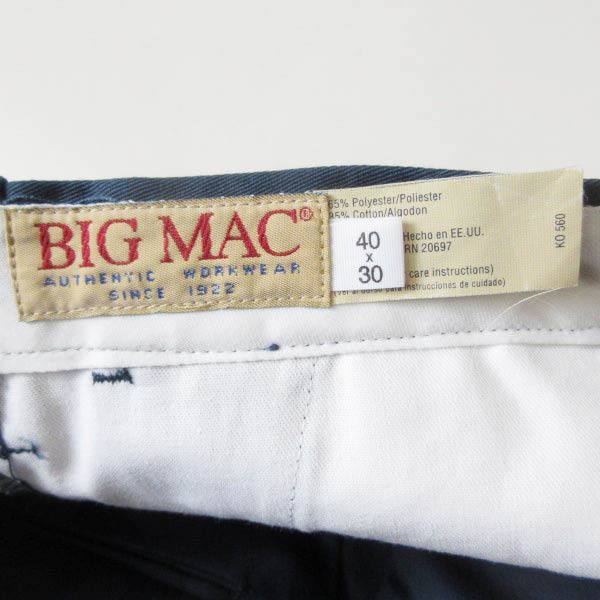 BIG MAC®
AUTHENTIC WORKWEAR
SINCE 1922
40
x
30
65% Polyester/Poliester
35% Cotton/Algodon
Hecho en EE.UU.
RN 20697
care instructions)
instrucciones de cuidado)
KO 560